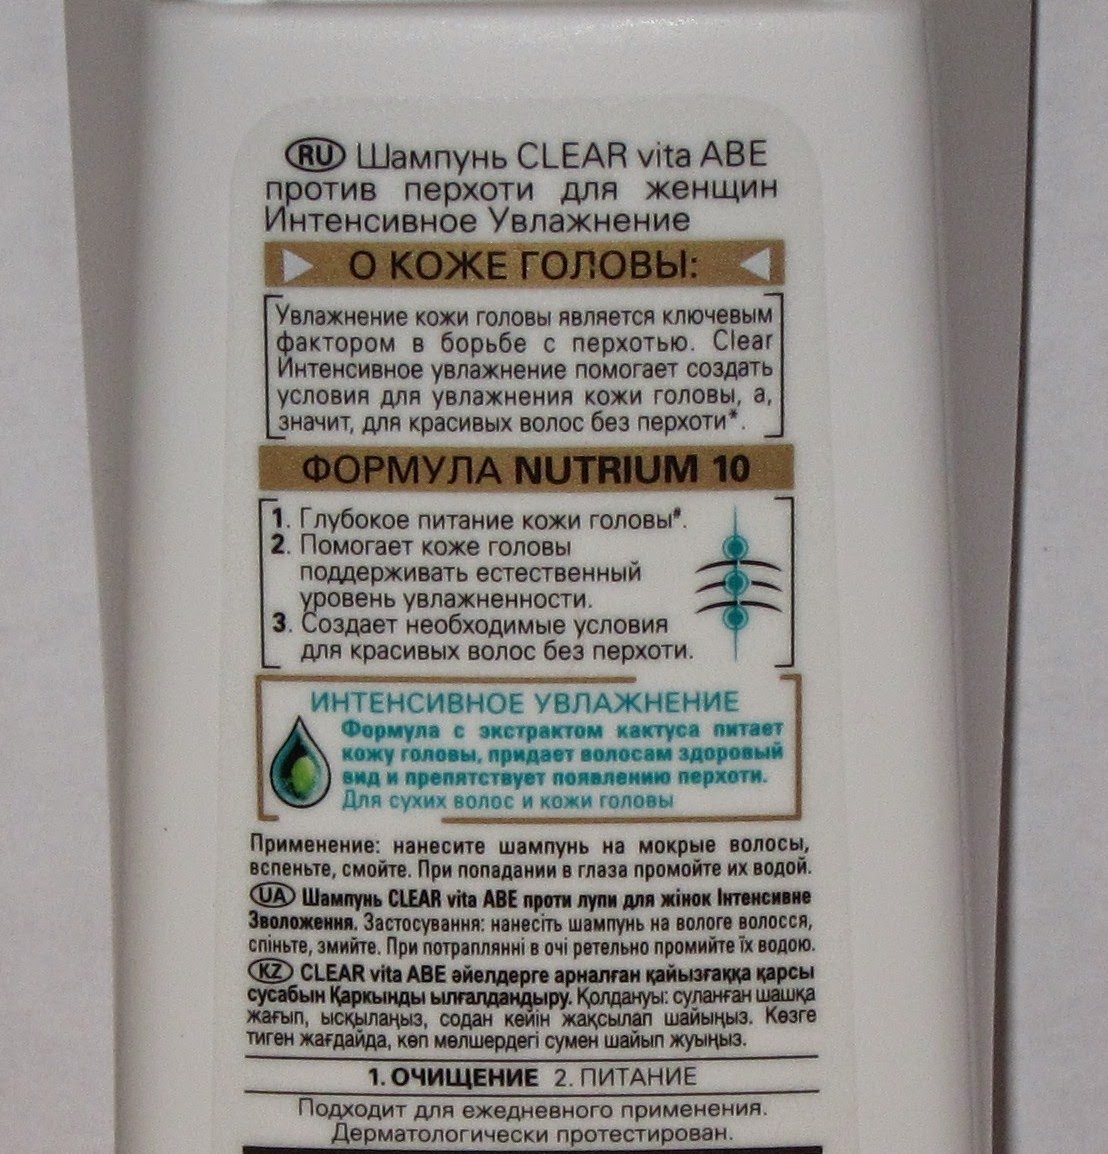 RU Шампунь CLEAR vita ABE
против перхоти для женщин
Интенсивное Увлажнение
О КОЖЕ ГОЛОВЫ:
Увлажнение кожи головы является ключевым
фактором в борьбе с перхотью. Clear
Интенсивное увлажнение помогает создать
условия для увлажнения кожи головы, а,
значит, для красивых волос без перхоти*.
ФОРМУЛА NUTRIUM 10
1. Глубокое питание кожи головы#.
2. Помогает коже головы
поддерживать естественный
уровень увлажненности.
3. Создает необходимые условия
для красивых волос без перхоти.
ИНТЕНСИВНОЕ УВЛАЖНЕНИЕ
Формула с экстрактом кактуса питает
кожу головы, придает волосам здоровый
вид и препятствует появлению перхоти.
Для сухих волос и кожи головы
Применение: нанесите шампунь на мокрые волосы,
вспеньте, смойте. При попадании в глаза промойте их водой.
UA Шампунь CLEAR vita ABE проти лупи для жінок Інтенсивне
Зволоження. Застосування: нанесіть шампунь на вологе волосся,
спіньте, змийте. При потраплянні в очі ретельно промийте їх водою.
KZ CLEAR vita ABE әйелдерге арналған қайызғаққа қарсы
сусабын Қаркынды ылғалдандыру. Қолдануы: суланған шашқа
жағып, ысқылаңыз, содан кейін жақсылап шайыңыз. Көзге
тиген жағдайда, көп мөлшердегі сумен шайып жуыңыз.
1. ОЧИЩЕНИЕ 2. ПИТАНИЕ
Подходит для ежедневного применения.
Дерматологически протестирован.